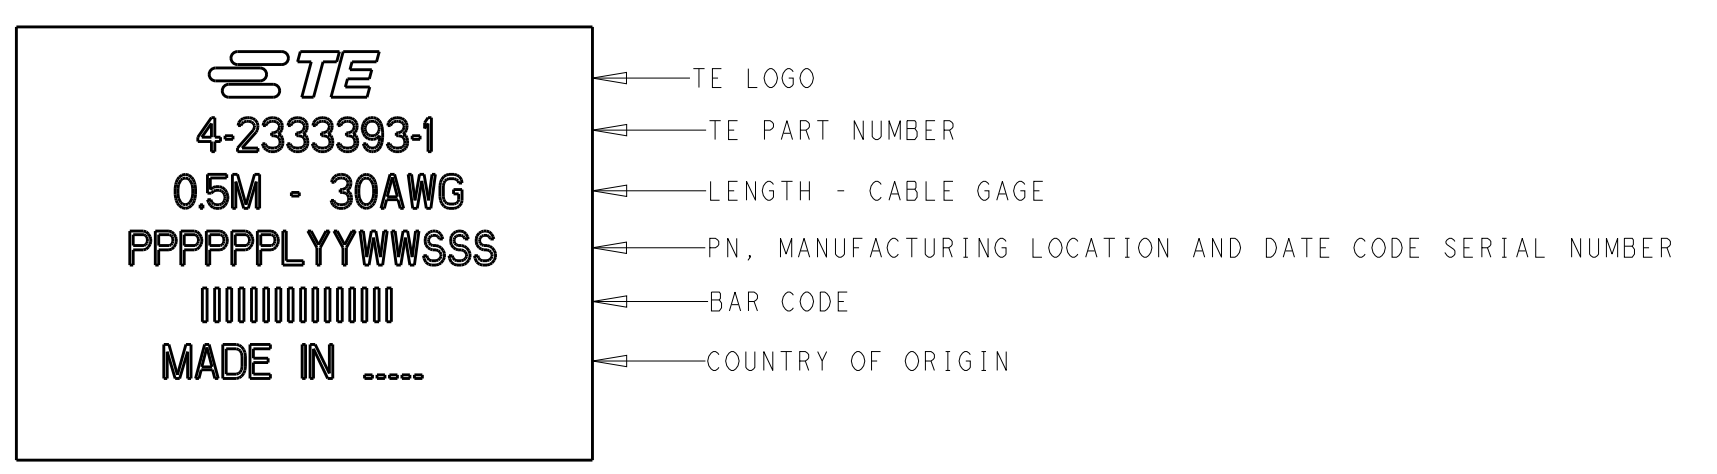 TE
TE LOGO
4-2333393-1
TE PART NUMBER
0.5M - 30AWG
LENGTH - CABLE GAGE
PPPPPPLYYWWSSS
PN, MANUFACTURING LOCATION AND DATE CODE SERIAL NUMBER
BAR CODE
MADE IN _____
COUNTRY OF ORIGIN